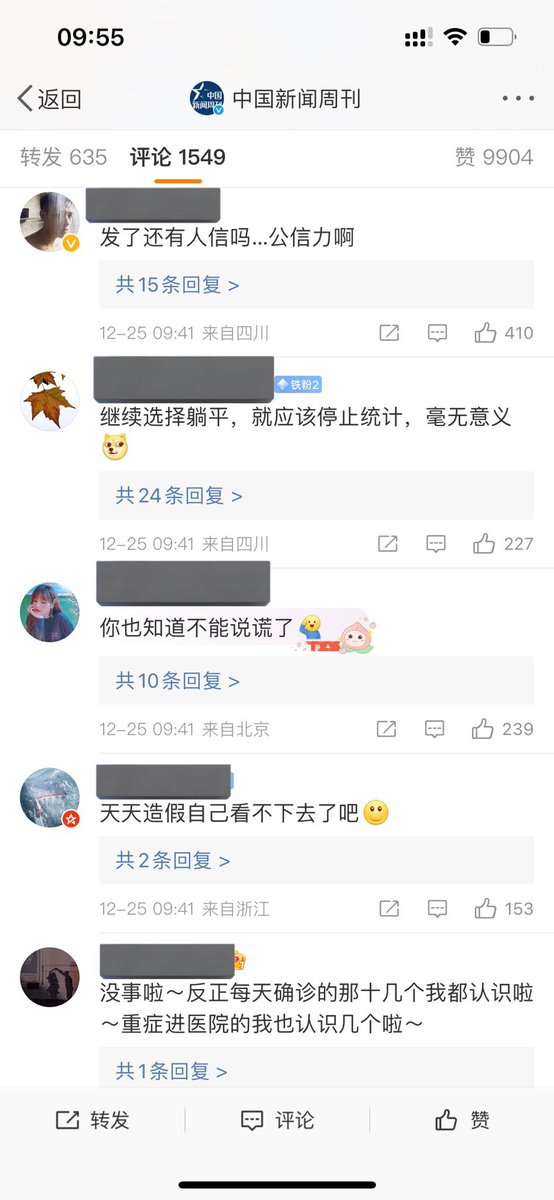 09:55
返回
中国新闻周刊
转发 635 评论 1549 赞 9904
发了还有人信吗...公信力啊
共15条回复 >
12-25 09:41 来自四川 410
铁粉2
继续选择躺平，就应该停止统计，毫无意义
共24条回复 >
12-25 09:41 来自四川 227
你也知道不能说谎了
共10条回复 >
12-25 09:41 来自北京 239
天天造假自己看不下去了吧
共2条回复 >
12-25 09:41 来自浙江 153
没事啦～反正每天确诊的那十几个我都认识啦
～重症进医院的我也认识几个啦～
共1条回复 >
转发 评论 赞